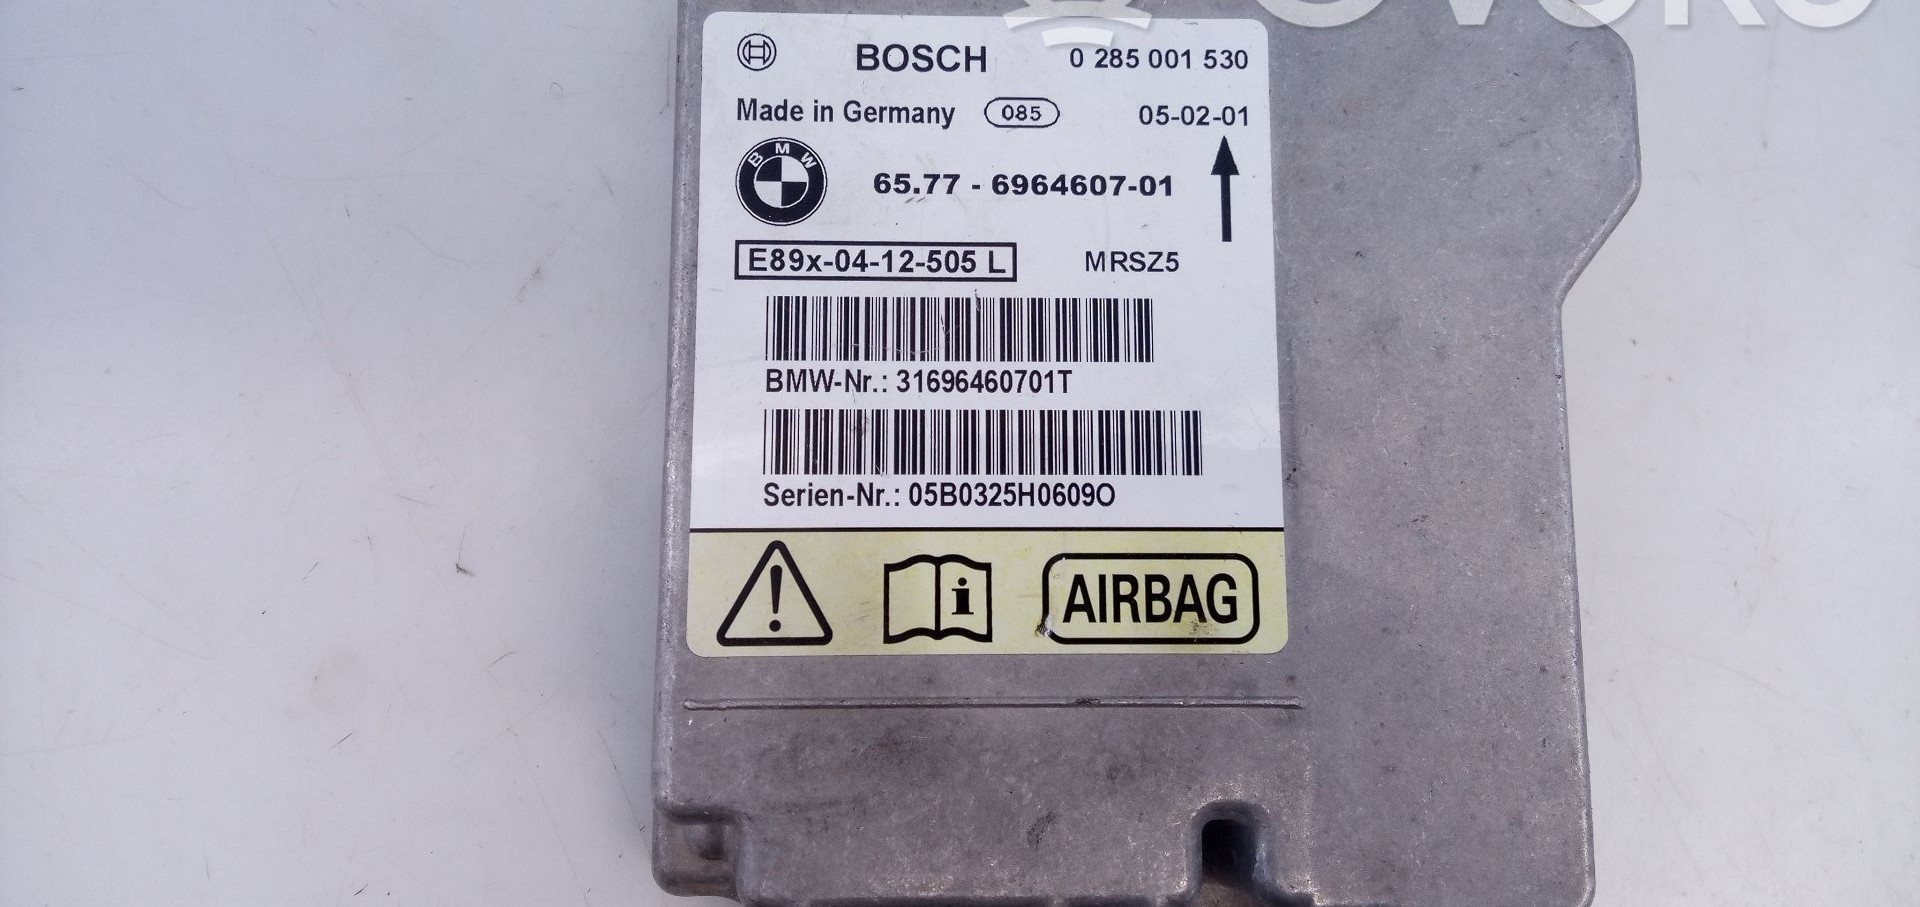 BOSCH 0 285 001 530
Made in Germany 085 05-02-01
BMW 65.77 - 6964607-01
E89x-04-12-505 L MRSZ5
BMW-Nr.: 31696460701T
Serien-Nr.: 05B0325H0609O
i AIRBAG